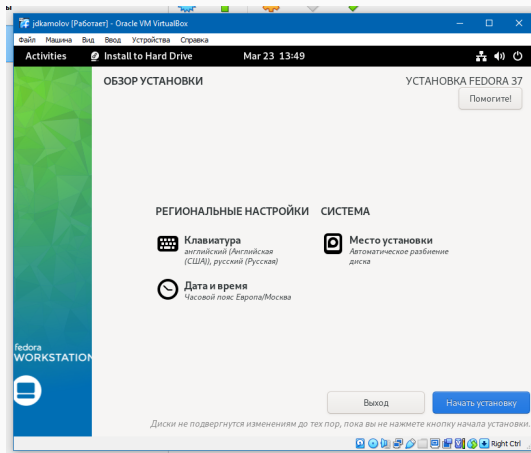 ы
jdkamolov [Работает] - Oracle VM VirtualBox
Файл Машина Вид Ввод Устройства Справка
Activities Install to Hard Drive Mar 23 13:49
ОБЗОР УСТАНОВКИ
УСТАНОВКА FEDORA 37
Помогите!
РЕГИОНАЛЬНЫЕ НАСТРОЙКИ
Клавиатура
английский (Английская
(США)), русский (Русская)
Дата и время
Часовой пояс Европа/Москва
СИСТЕМА
Место установки
Автоматическое разбиение
диска
fedora
WORKSTATION
Выход
Начать установку
Диски не подвергнутся изменениям до тех пор, пока вы не нажмете кнопку начала установки.
Right Ctrl